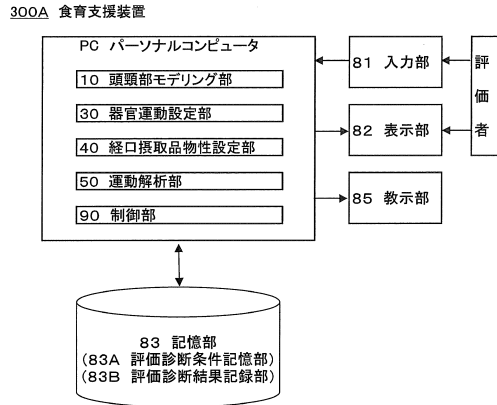 300A 食育支援装置
PC パーソナルコンピュータ
10 頭頸部モデリング部
30 器官運動設定部
40 経口摂取品物性設定部
50 運動解析部
90 制御部
81 入力部
82 表示部
85 教示部
評価者
83 記憶部
(83A 評価診断条件記憶部)
(83B 評価診断結果記録部)